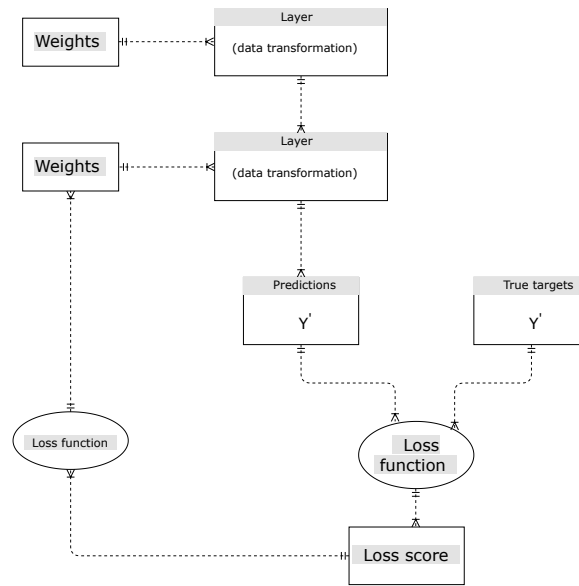 Layer
Weights
(data transformation)
Layer
Weights
(data transformation)
Predictions
True targets
Y'
Y'
Loss function
Loss
function
Loss score